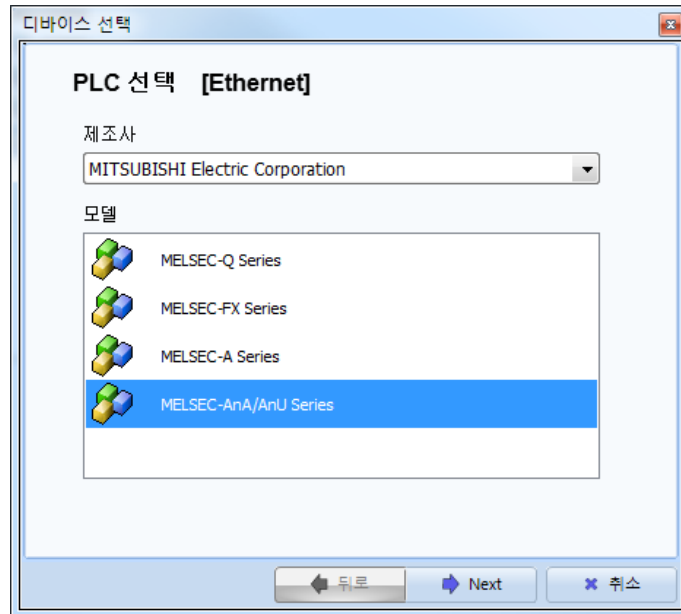 디바이스 선택
PLC 선택 [Ethernet]
제조사
MITSUBISHI Electric Corporation
모델
MELSEC-Q Series
MELSEC-FX Series
MELSEC-A Series
MELSEC-AnA/AnU Series
뒤로 Next 취소